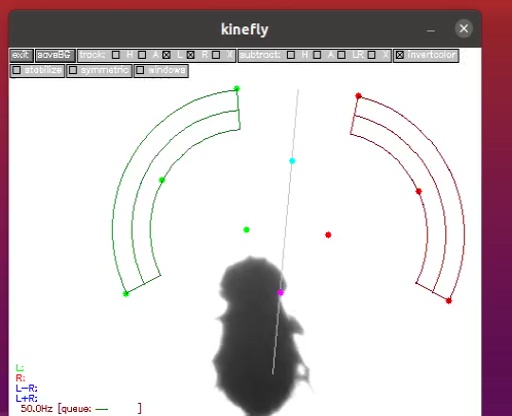 kinefly
exit saveBG track: H A L R X subtract: H A LR X invertcolor
stabilize symmetric windows
L:
R:
L-R:
L+R:
50.0Hz [queue: — ]